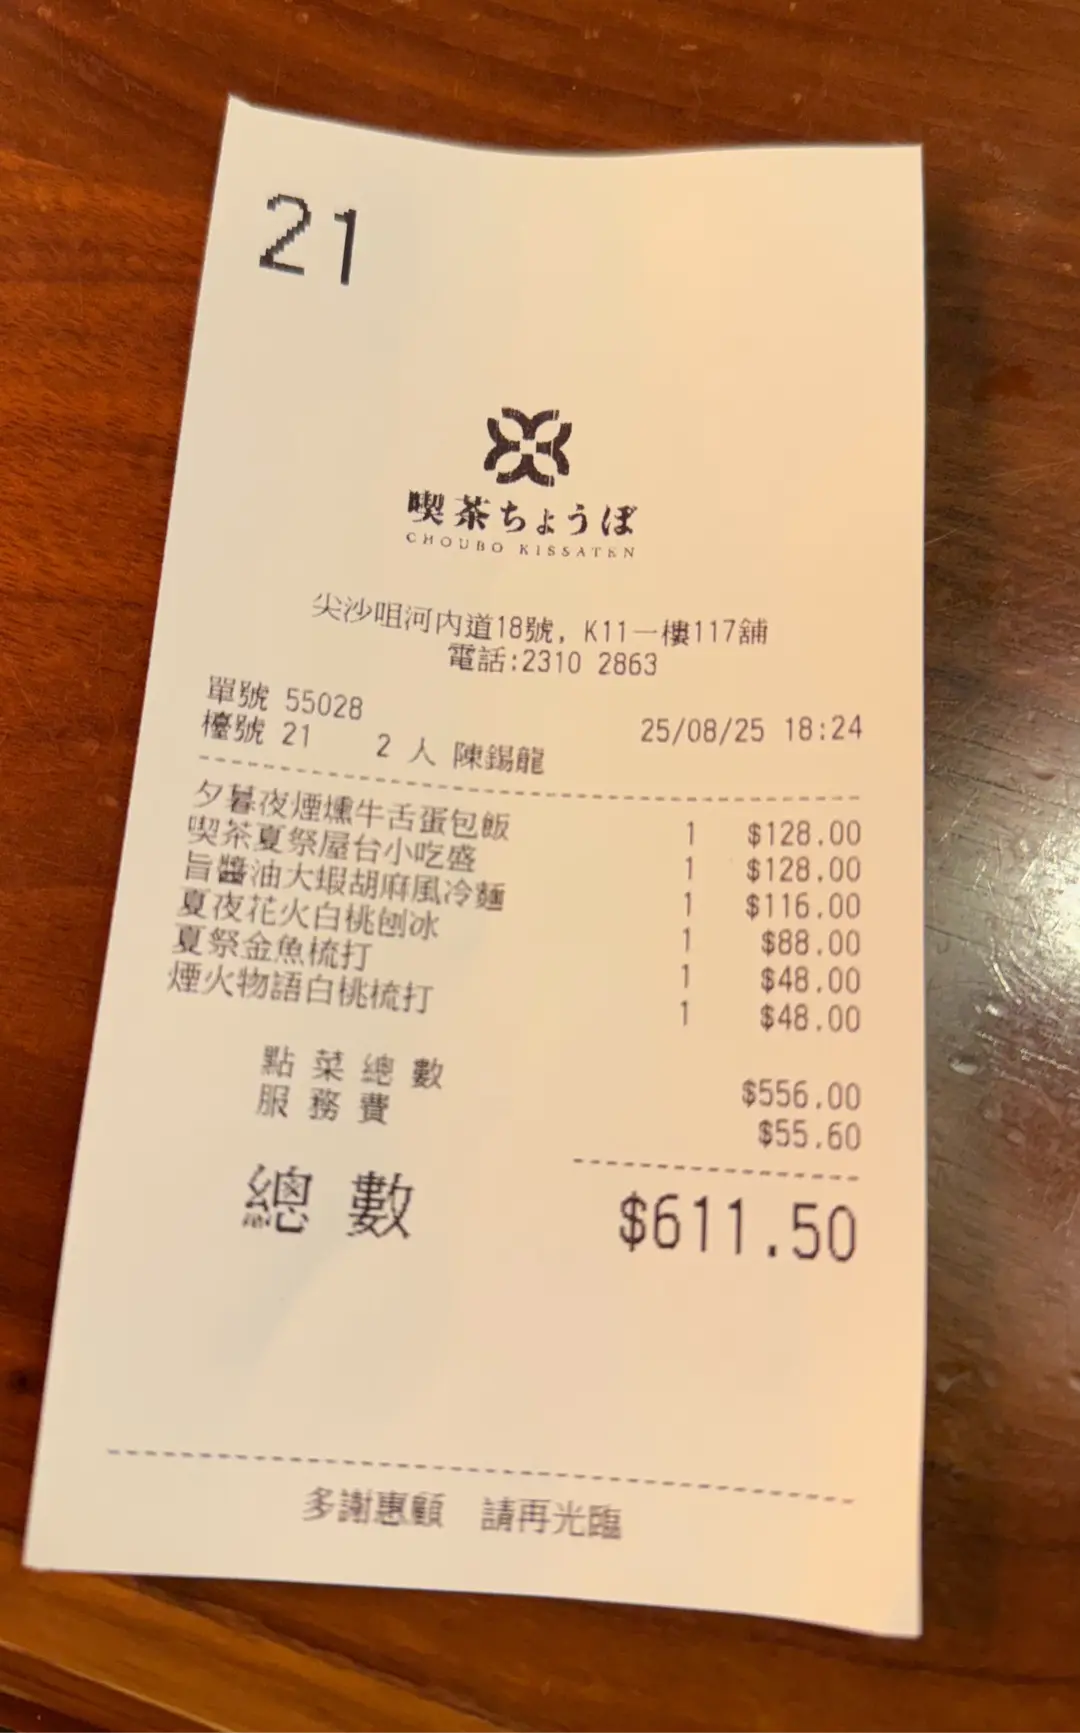 21
喫茶ちょうぼ
CHOUBO KISSATEN
尖沙咀河內道18號, K11一樓117舖
電話:2310 2863
單號 55028
25/08/25 18:24
檯號 21 2 人 陳錫龍
夕暮夜煙燻牛舌蛋包飯 1 $128.00
喫茶夏祭屋台小吃盛 1 $128.00
旨醬油大蝦胡麻風冷麵 1 $116.00
夏夜花火白桃刨冰 1 $88.00
夏祭金魚梳打 1 $48.00
煙火物語白桃梳打 1 $48.00
點菜總數 $556.00
服務費 $55.60
總數 $611.50
多謝惠顧 請再光臨